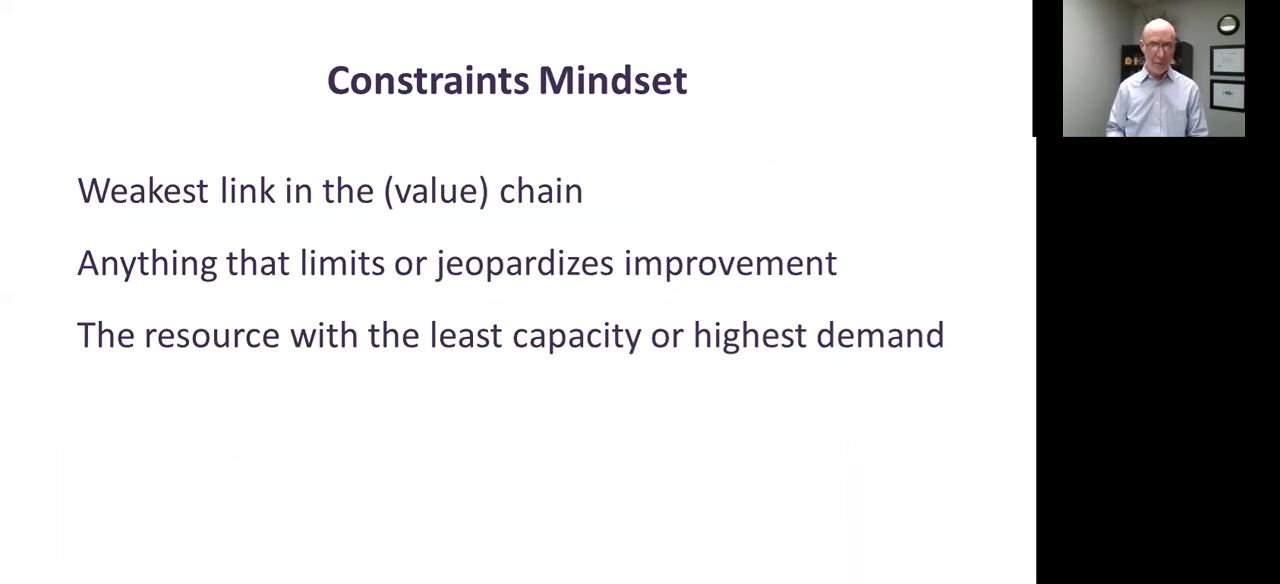 Constraints Mindset
Weakest link in the (value) chain
Anything that limits or jeopardizes improvement
The resource with the least capacity or highest demand